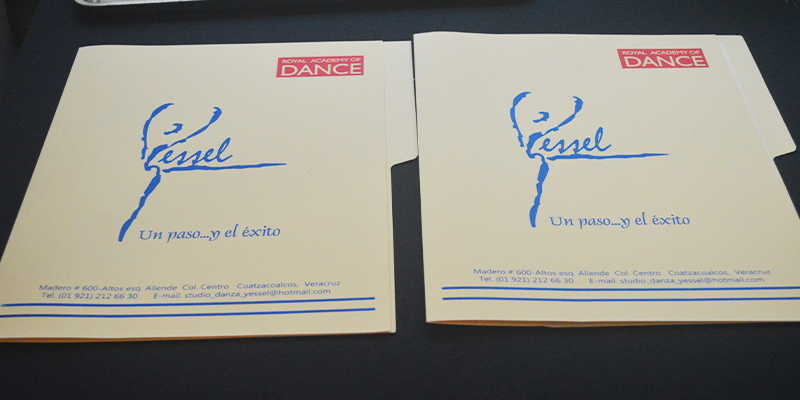 ROYAL ACADEMY OF
DANCE
Yessel
Un paso...y el éxito
Madero # 600-Altos esq. Allende Col. Centro Coatzacoalcos, Veracruz
Tel. (01 921) 212 66 30 E-mail: studio_danza_yessel@hotmail.com
ROYAL ACADEMY OF
DANCE
Yessel
Un paso...y el éxito
Madero # 600-Altos esq. Allende Col. Centro Coatzacoalcos, Veracruz
Tel. (01 921) 212 66 30 E-mail: studio_danza_yessel@hotmail.com